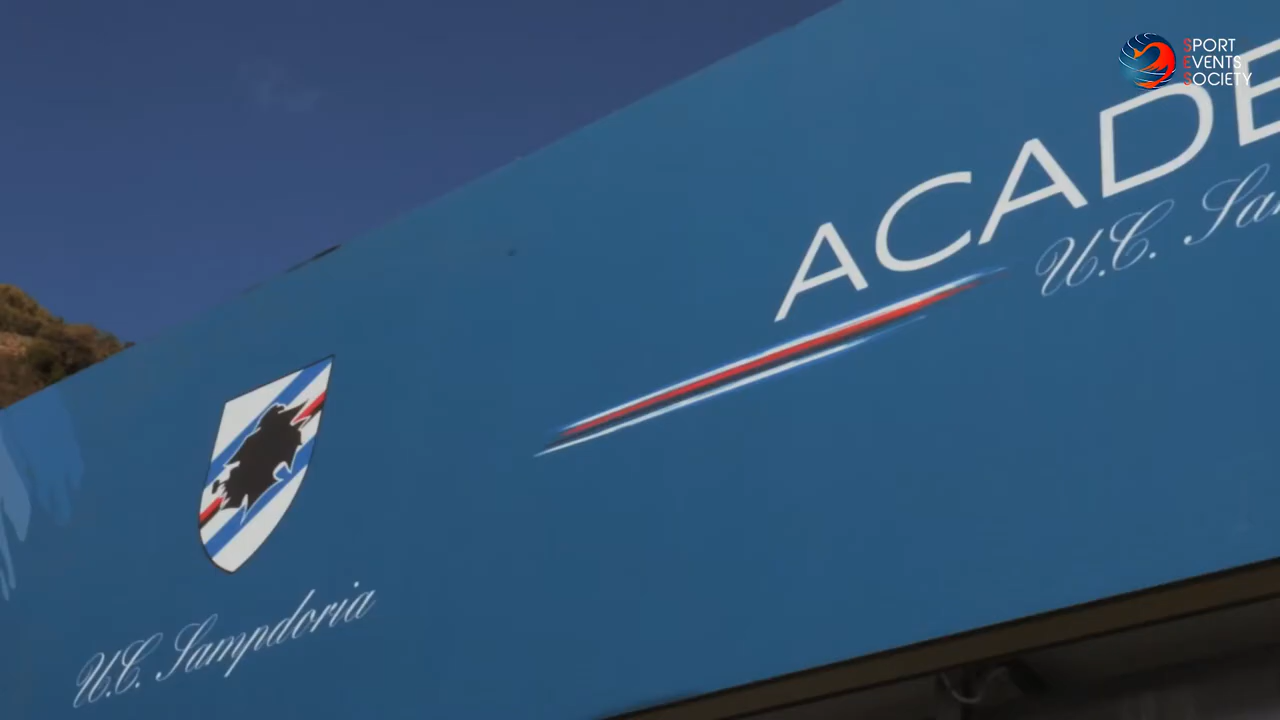 SPORT
EVENTS
SOCIETY
ACADE
U.C. Sam
U.C. Sampdoria